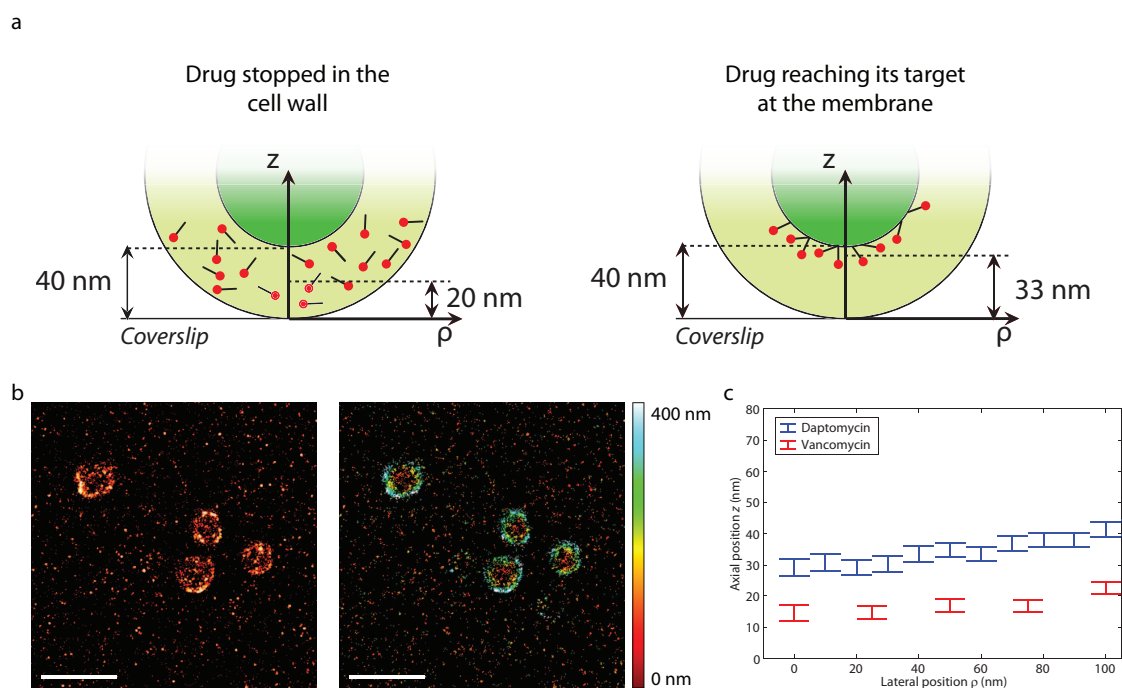 a
Drug stopped in the
cell wall
z
40 nm
20 nm
Coverslip
ρ
Drug reaching its target
at the membrane
z
40 nm
33 nm
Coverslip
ρ
b
400 nm
0 nm
c
Daptomycin
Vancomycin
Axial position z (nm)
80
70
60
50
40
30
20
10
0
0 20 40 60 80 100
Lateral position ρ (nm)